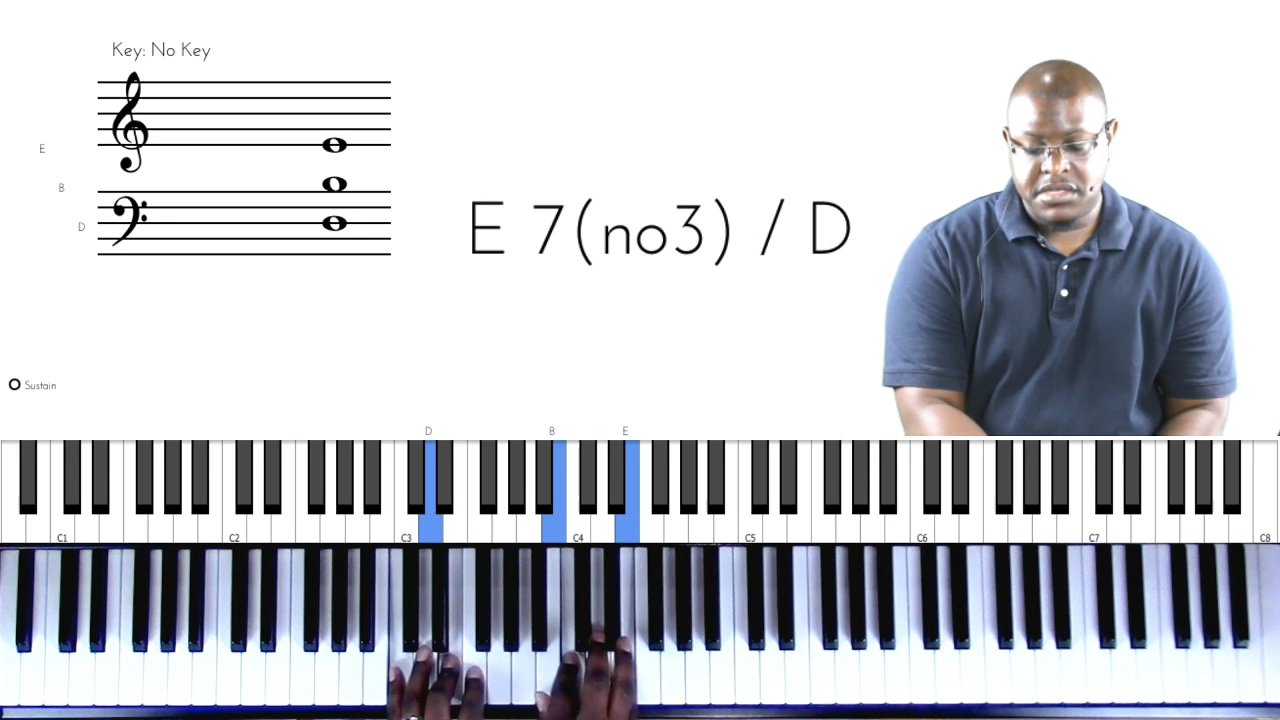 Key: No Key
E
B
D
E 7(no3) / D
Sustain
D B E
C1 C2 C3 C4 C5 C6 C7 C8